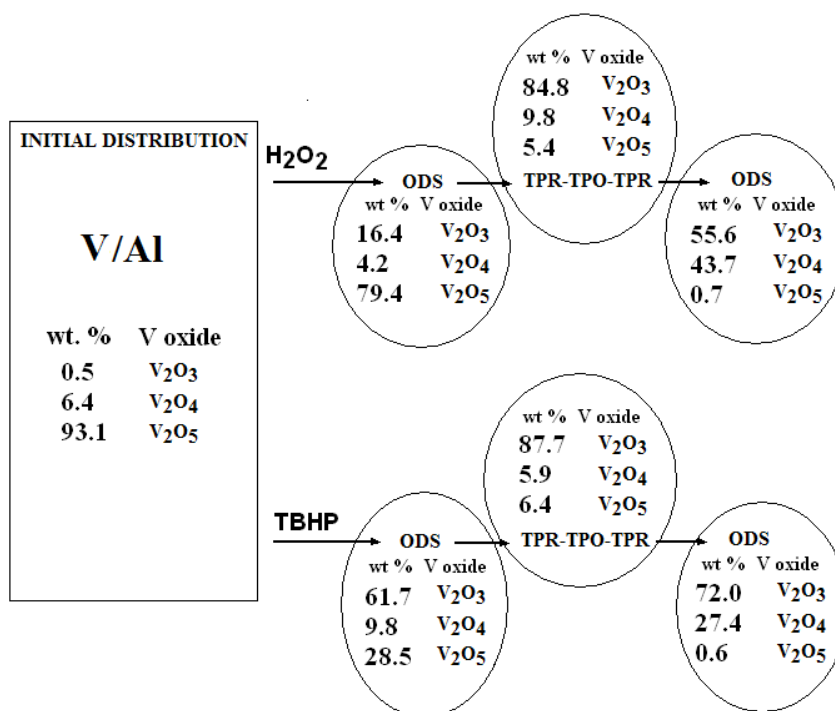 INITIAL DISTRIBUTION
V/Al
wt. % V oxide
0.5 V2O3
6.4 V2O4
93.1 V2O5
H2O2
ODS
wt % V oxide
16.4 V2O3
4.2 V2O4
79.4 V2O5
wt % V oxide
84.8 V2O3
9.8 V2O4
5.4 V2O5
TPR-TPO-TPR
ODS
wt % V oxide
55.6 V2O3
43.7 V2O4
0.7 V2O5
TBHP
ODS
wt % V oxide
61.7 V2O3
9.8 V2O4
28.5 V2O5
wt % V oxide
87.7 V2O3
5.9 V2O4
6.4 V2O5
TPR-TPO-TPR
ODS
wt % V oxide
72.0 V2O3
27.4 V2O4
0.6 V2O5